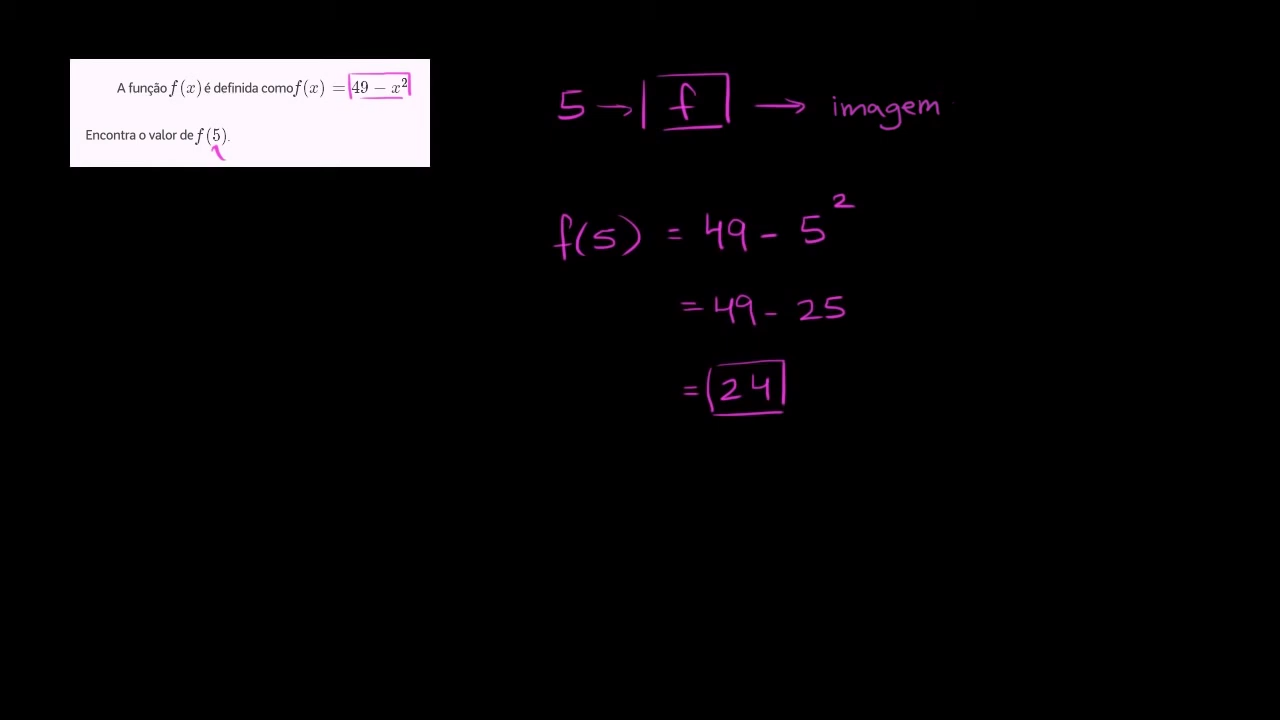 A função f(x) é definida como f(x) = 49 − x²
Encontra o valor de f(5).
5 → f → imagem
f(5) = 49 - 5²
= 49 - 25
= 24